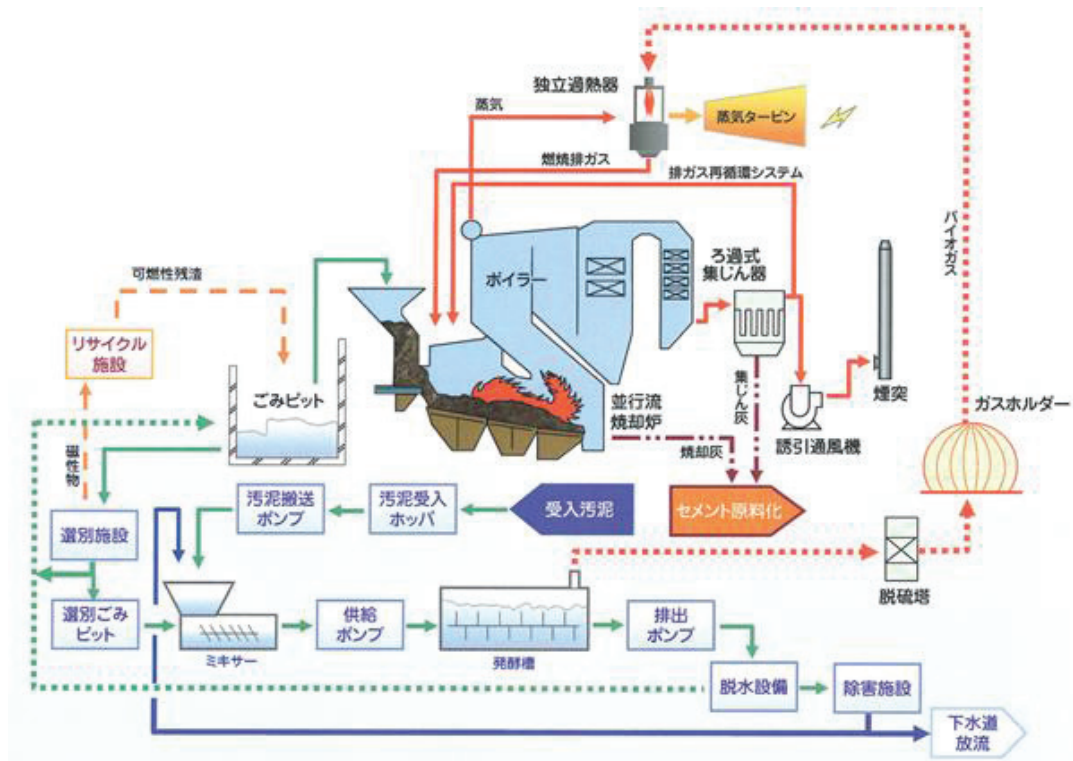 独立過熱器
蒸気
蒸気タービン
燃焼排ガス
排ガス再循環システム
バイオガス
ボイラー
ろ過式
集じん器
可燃性残渣
リサイクル
施設
ごみピット
並行流
焼却炉
集じん灰
煙突
誘引通風機
ガスホルダー
焼却灰
磁性物
汚泥搬送
ポンプ
汚泥受入
ホッパ
受入汚泥
セメント原料化
選別施設
脱硫塔
選別ごみ
ピット
ミキサー
供給
ポンプ
発酵槽
排出
ポンプ
脱水設備
除害施設
下水道
放流